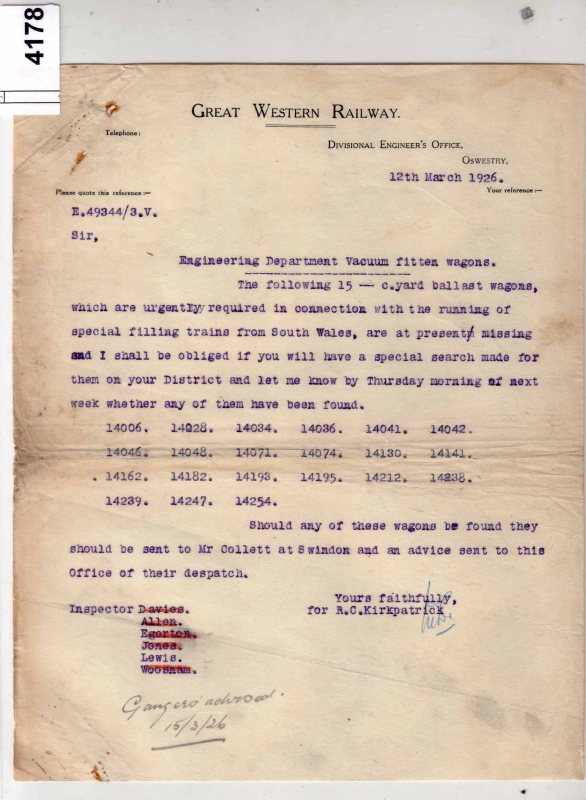 4178
GREAT WESTERN RAILWAY.
Telephone:
DIVISIONAL ENGINEER'S OFFICE,
OSWESTRY,
12th March 1926.
Please quote this reference :—
Your reference :—
E.49344/3.V.
Sir,
Engineering Department Vacuum fitten wagons.
The following 15 — c.yard ballast wagons,
which are urgently required in connection with the running of
special filling trains from South Wales, are at present missing
and I shall be obliged if you will have a special search made for
them on your District and let me know by Thursday morning of next
week whether any of them have been found.
14006. 14028. 14034. 14036. 14041. 14042.
14046. 14048. 14071. 14074. 14130. 14141.
14162. 14182. 14193. 14195. 14212. 14238.
14239. 14247. 14254.
Should any of these wagons be found they
should be sent to Mr Collett at Swindon and an advice sent to this
Office of their despatch.
Yours faithfully,
for R.C.Kirkpatrick
Inspector Davies.
Allen.
Egerton.
Jones.
Lewis.
Woosnam.
Gangers advised.
15/3/26